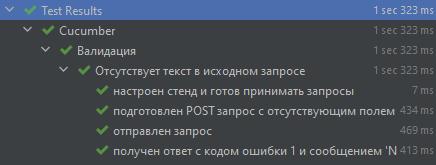 Test Results 1 sec 323 ms
Cucumber 1 sec 323 ms
Валидация 1 sec 323 ms
Отсутствует текст в исходном запросе 1 sec 323 ms
настроен стенд и готов принимать запросы 7 ms
подготовлен POST запрос с отсутствующим полем 434 ms
отправлен запрос 469 ms
получен ответ с кодом ошибки 1 и сообщением 'N 413 ms